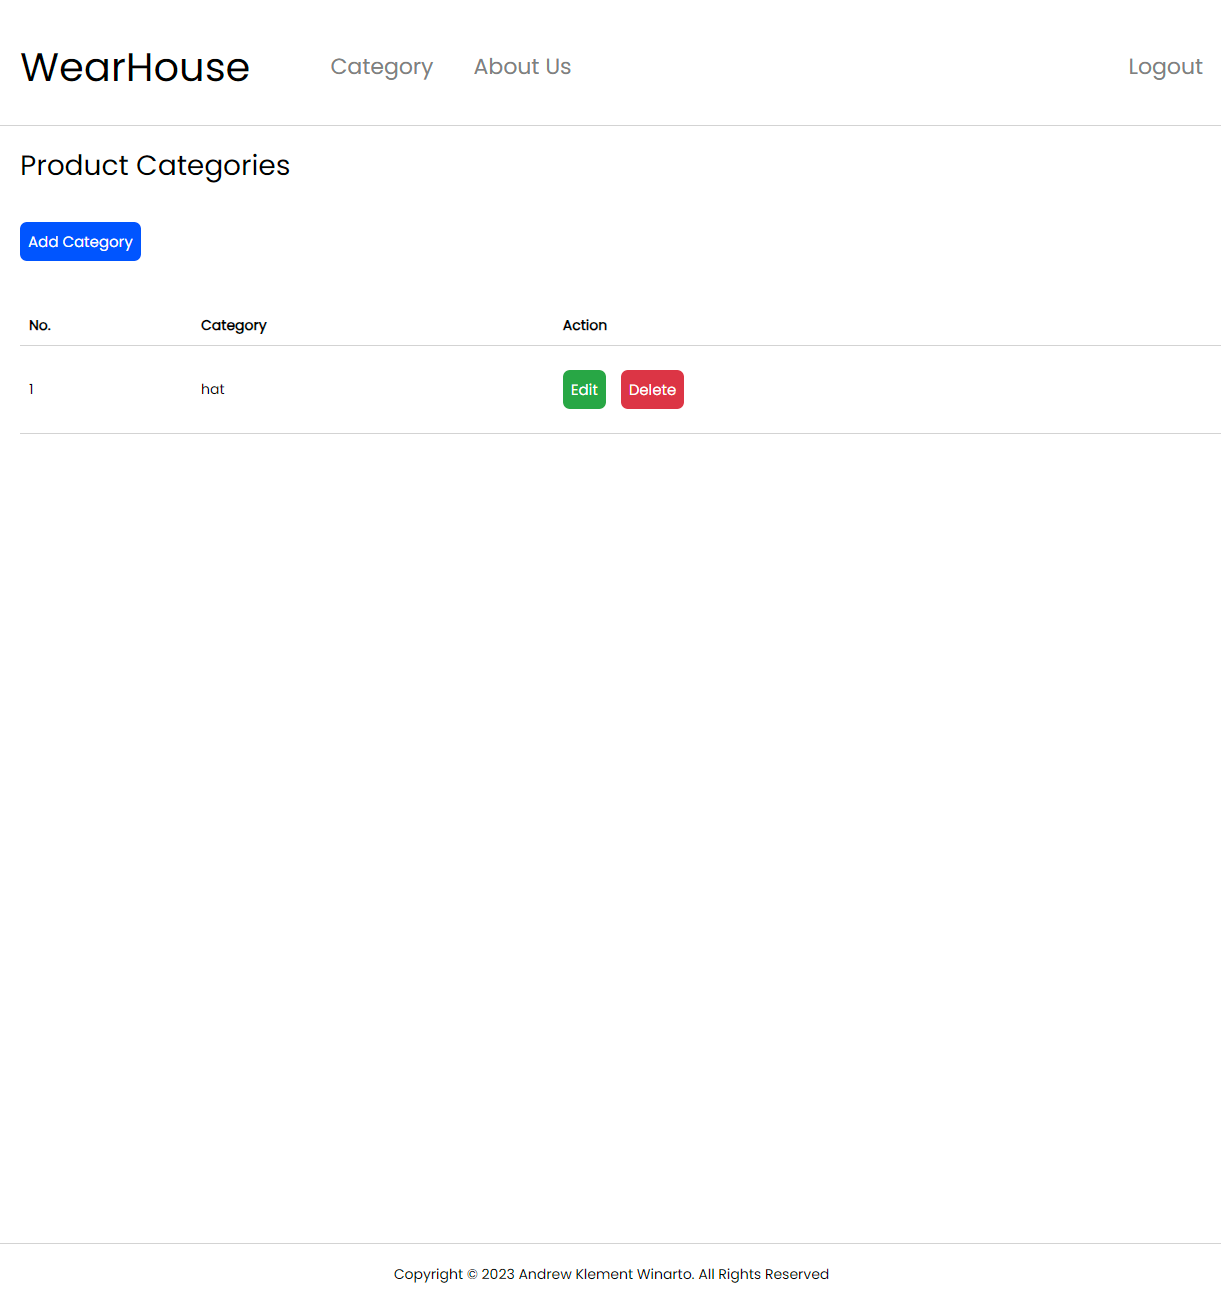 WearHouse Category About Us Logout
Product Categories
Add Category
No. Category Action
1 hat Edit Delete
Copyright © 2023 Andrew Klement Winarto. All Rights Reserved